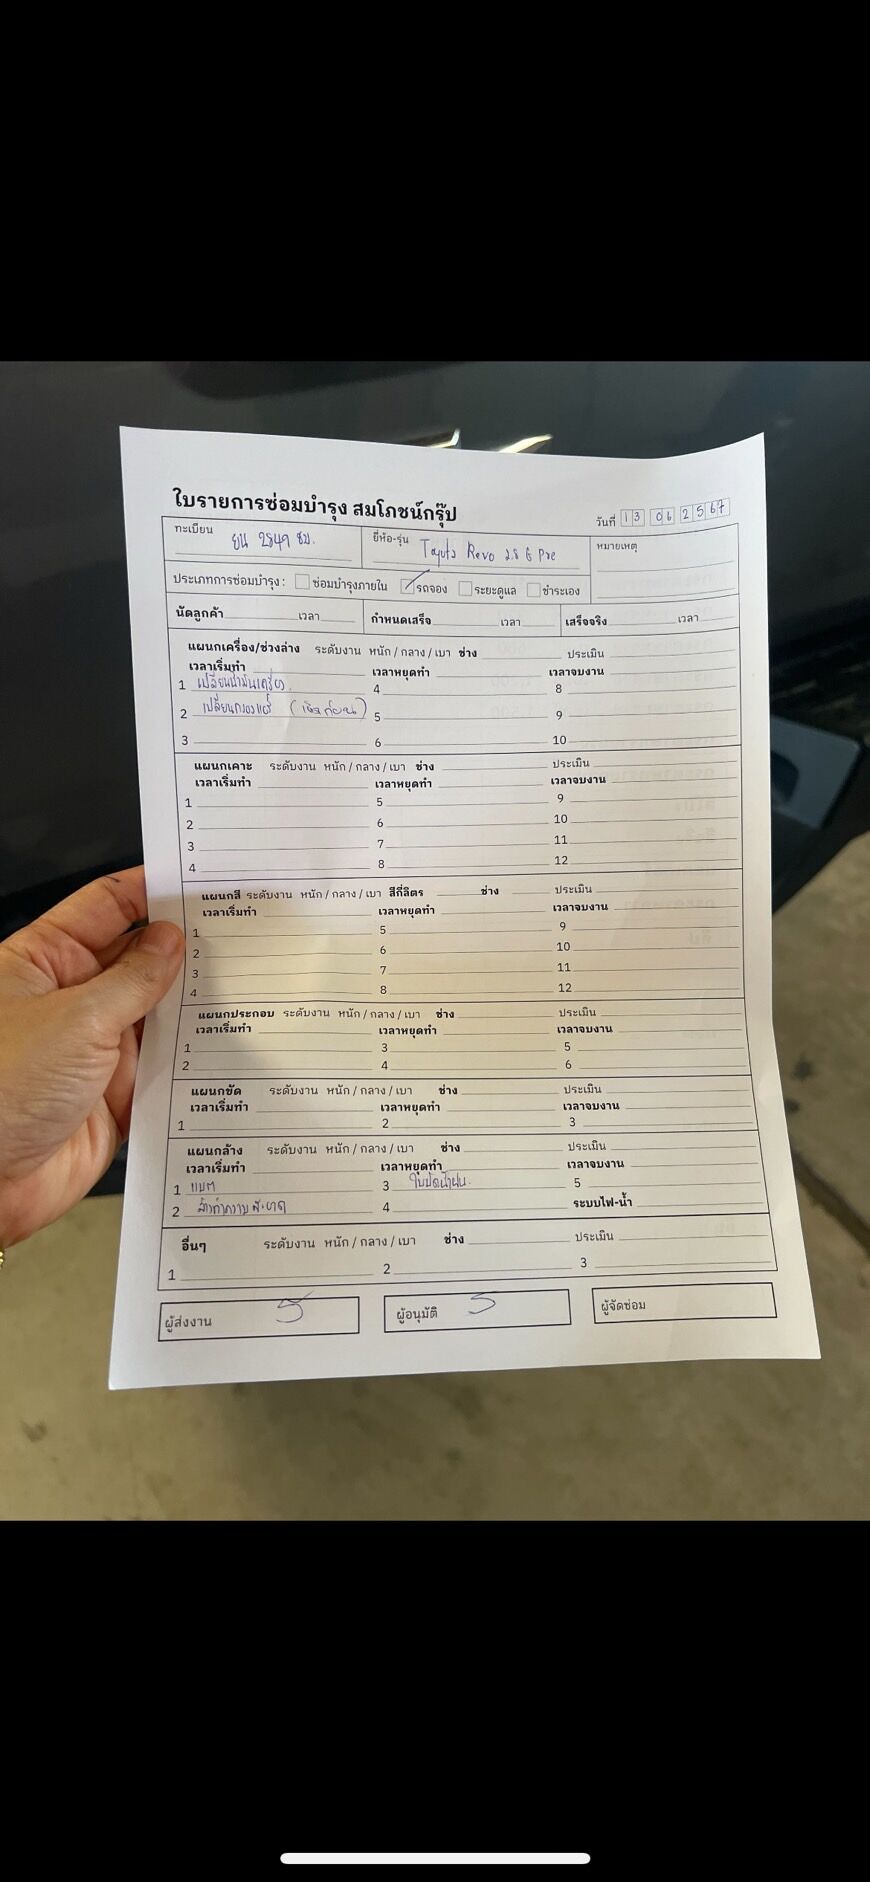 ใบรายการซ่อมบำรุง สมโภชน์กรุ๊ป
วันที่ 13 06 2567
ทะเบียน ยน 2849 ชบ.
ยี่ห้อ-รุ่น Toyota Revo 2.8 G Pre
หมายเหตุ
ประเภทการซ่อมบำรุง : ซ่อมบำรุงภายใน รถจอง ระยะดูแล ชำระเอง
นัดลูกค้า เวลา กำหนดเสร็จ เวลา เสร็จจริง เวลา
แผนกเครื่อง/ช่วงล่าง ระดับงาน หนัก / กลาง / เบา ช่าง ประเมิน
เวลาเริ่มทำ เวลาหยุดทำ เวลาจบงาน
1 เปลี่ยนน้ำมันเครื่อง 4 8
2 เปลี่ยนกรองแอร์ 5 9
3 6 10
แผนกเคาะ ระดับงาน หนัก / กลาง / เบา ช่าง ประเมิน
เวลาเริ่มทำ เวลาหยุดทำ เวลาจบงาน
1 5 9
2 6 10
3 7 11
4 8 12
แผนกสี ระดับงาน หนัก / กลาง / เบา สีกี่ลิตร ช่าง ประเมิน
เวลาเริ่มทำ เวลาหยุดทำ เวลาจบงาน
1 5 9
2 6 10
3 7 11
4 8 12
แผนกประกอบ ระดับงาน หนัก / กลาง / เบา ช่าง ประเมิน
เวลาเริ่มทำ เวลาหยุดทำ เวลาจบงาน
1 3 5
2 4 6
แผนกขัด ระดับงาน หนัก / กลาง / เบา ช่าง ประเมิน
เวลาเริ่มทำ เวลาหยุดทำ เวลาจบงาน
1 2 3
แผนกล้าง ระดับงาน หนัก / กลาง / เบา ช่าง ประเมิน
เวลาเริ่มทำ เวลาหยุดทำ เวลาจบงาน
1 แบต 3 ใบปัดน้ำฝน. 5
2 ล้างทำความสะอาด 4 ระบบไฟ-น้ำ
อื่นๆ ระดับงาน หนัก / กลาง / เบา ช่าง ประเมิน
1 2 3
ผู้ส่งงาน ผู้อนุมัติ ผู้จัดซ่อม